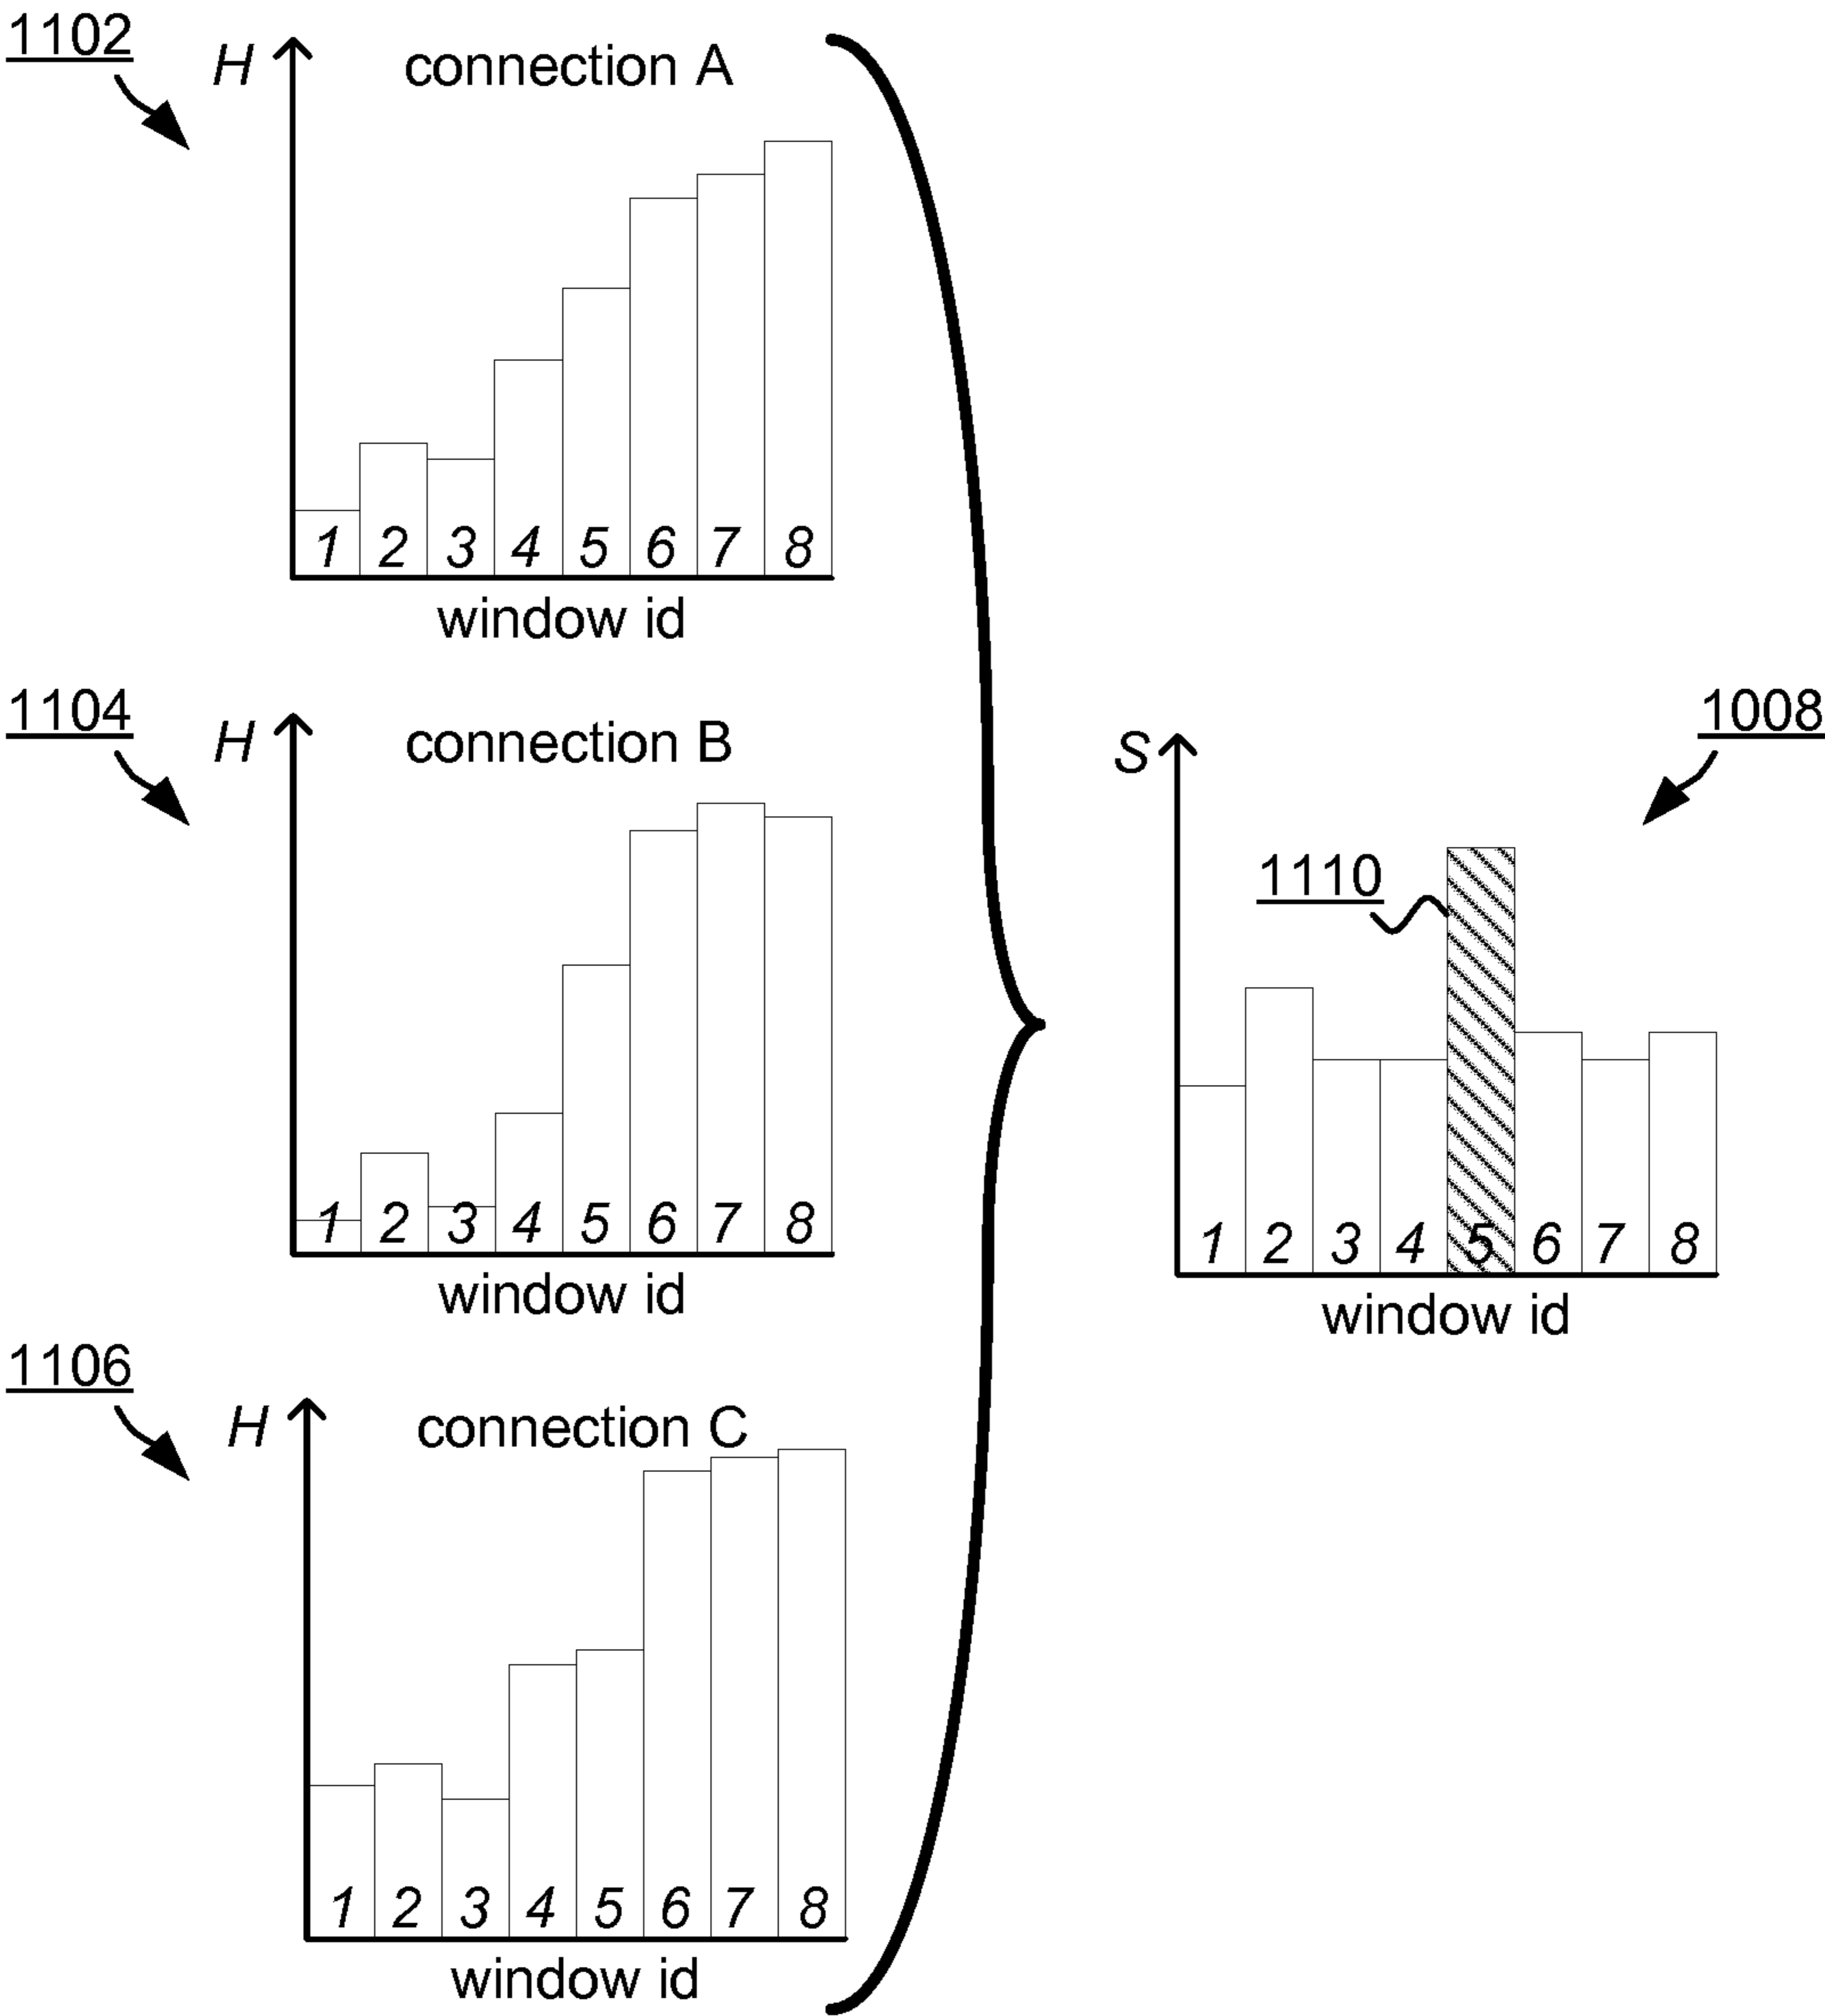 1102
H
connection A
1 2 3 4 5 6 7 8
window id
1104
H
connection B
1 2 3 4 5 6 7 8
window id
1106
H
connection C
1 2 3 4 5 6 7 8
window id
1008
S
1110
1 2 3 4 5 6 7 8
window id